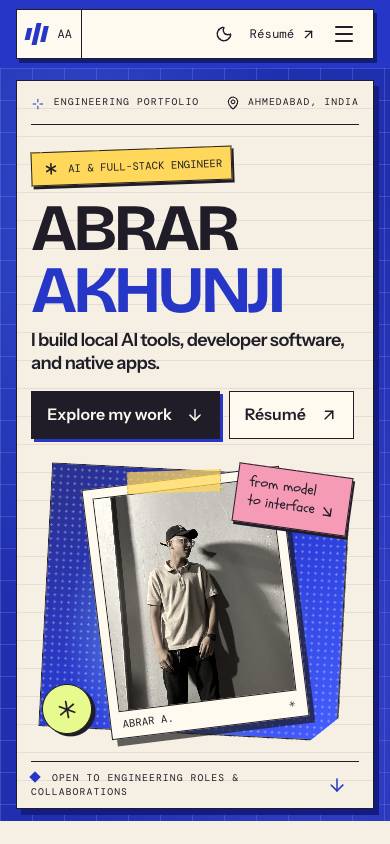 AA
Résumé
ENGINEERING PORTFOLIO
AHMEDABAD, INDIA
AI & FULL-STACK ENGINEER
ABRAR
AKHUNJI
I build local AI tools, developer software,
and native apps.
Explore my work
Résumé
from model
to interface
ABRAR A.
OPEN TO ENGINEERING ROLES &
COLLABORATIONS